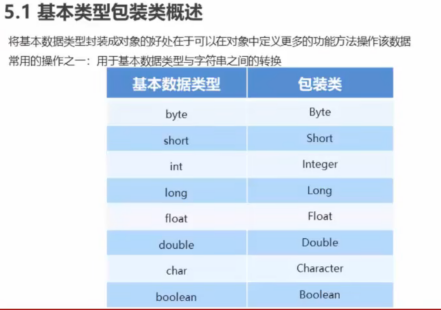 5.1 基本类型包装类概述
将基本数据类型封装成对象的好处在于可以在对象中定义更多的功能方法操作该数据
常用的操作之一：用于基本数据类型与字符串之间的转换
基本数据类型 包装类
byte Byte
short Short
int Integer
long Long
float Float
double Double
char Character
boolean Boolean